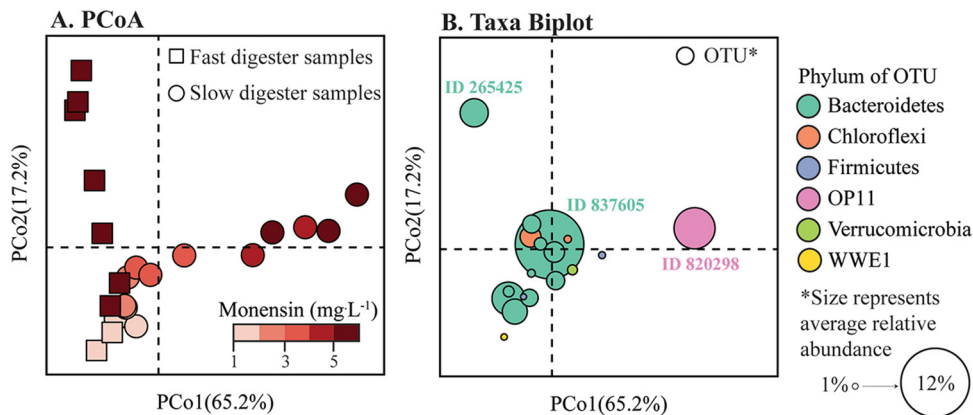 A. PCoA
Fast digester samples
Slow digester samples
PCo2(17.2%)
Monensin (mg·L-1)
1 3 5
PCo1(65.2%)
B. Taxa Biplot
OTU*
ID 265425
ID 837605
ID 820298
PCo2(17.2%)
PCo1(65.2%)
Phylum of OTU
Bacteroidetes
Chloroflexi
Firmicutes
OP11
Verrucomicrobia
WWE1
*Size represents
average relative
abundance
1% 12%